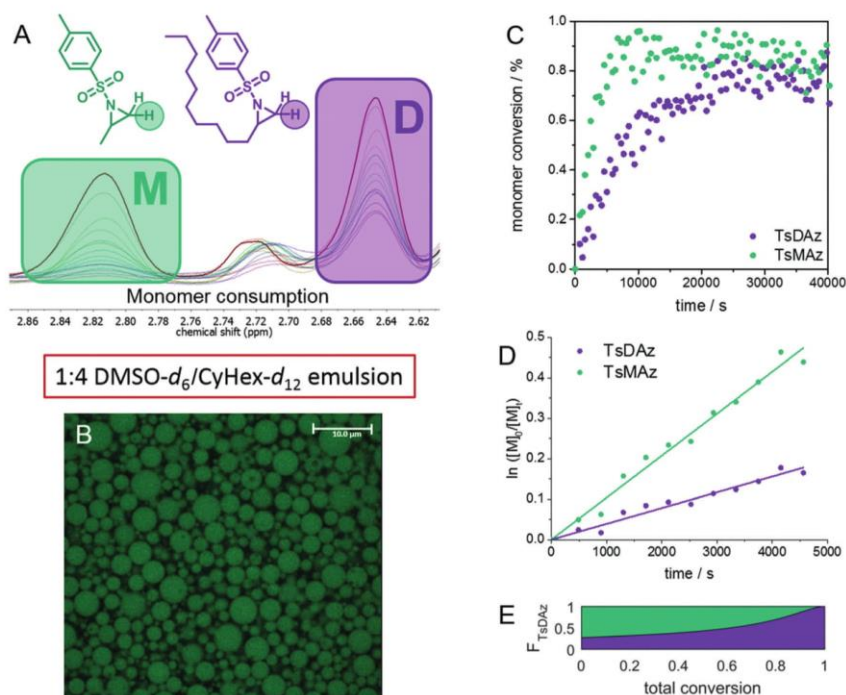 A
O
S
O
N
H
H
O
S
O
N
H
H
M
D
Monomer consumption
2.86 2.84 2.82 2.80 2.78 2.76 2.74 2.72 2.70 2.68 2.66 2.64 2.62
chemical shift (ppm)
1:4 DMSO-d6/CyHex-d12 emulsion
B
10.0 µm
C
monomer conversion / %
1.0
0.8
0.6
0.4
0.2
0.0
TsDAz
TsMAz
0 10000 20000 30000 40000
time / s
D
TsDAz
TsMAz
ln ([M]0/[M]t)
0.5
0.4
0.3
0.2
0.1
0.0
0 1000 2000 3000 4000 5000
time / s
E
FTsDAz
1
0.5
0
0 0.2 0.4 0.6 0.8 1
total conversion